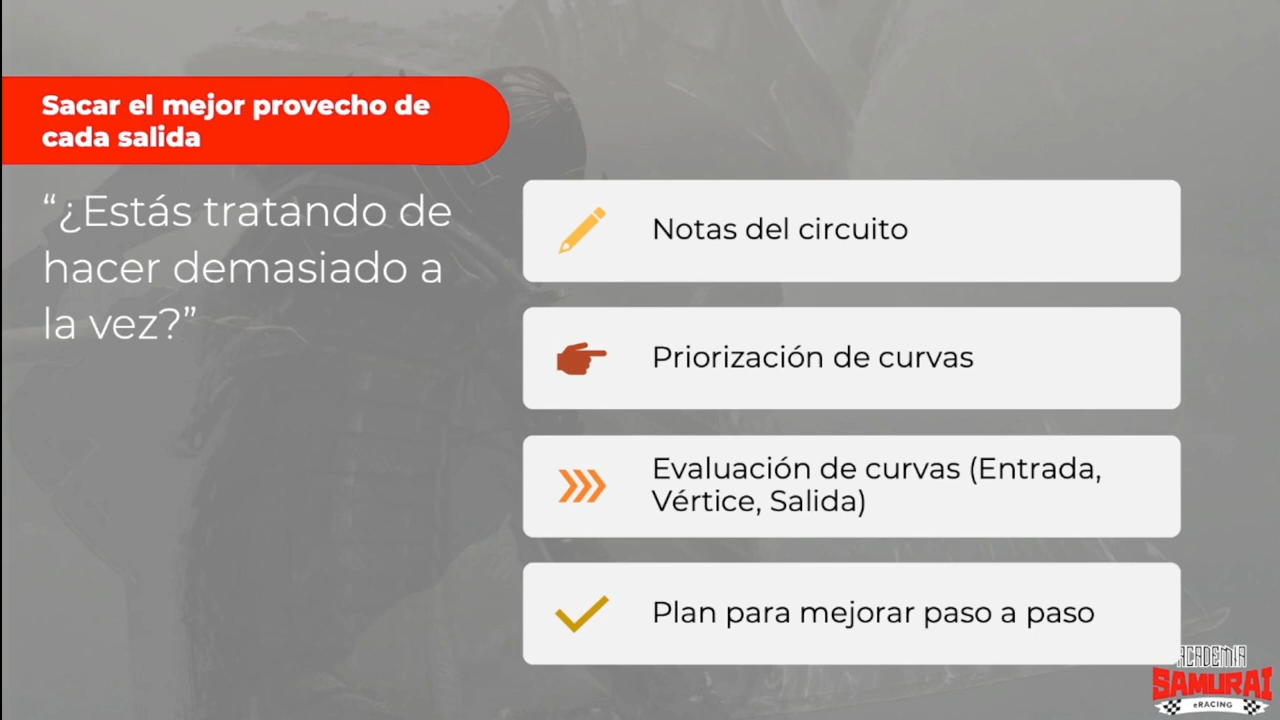 Sacar el mejor provecho de
cada salida
“¿Estás tratando de
hacer demasiado a
la vez?”
Notas del circuito
Priorización de curvas
Evaluación de curvas (Entrada,
Vértice, Salida)
Plan para mejorar paso a paso
ACADEMIA
SAMURAI
eRACING